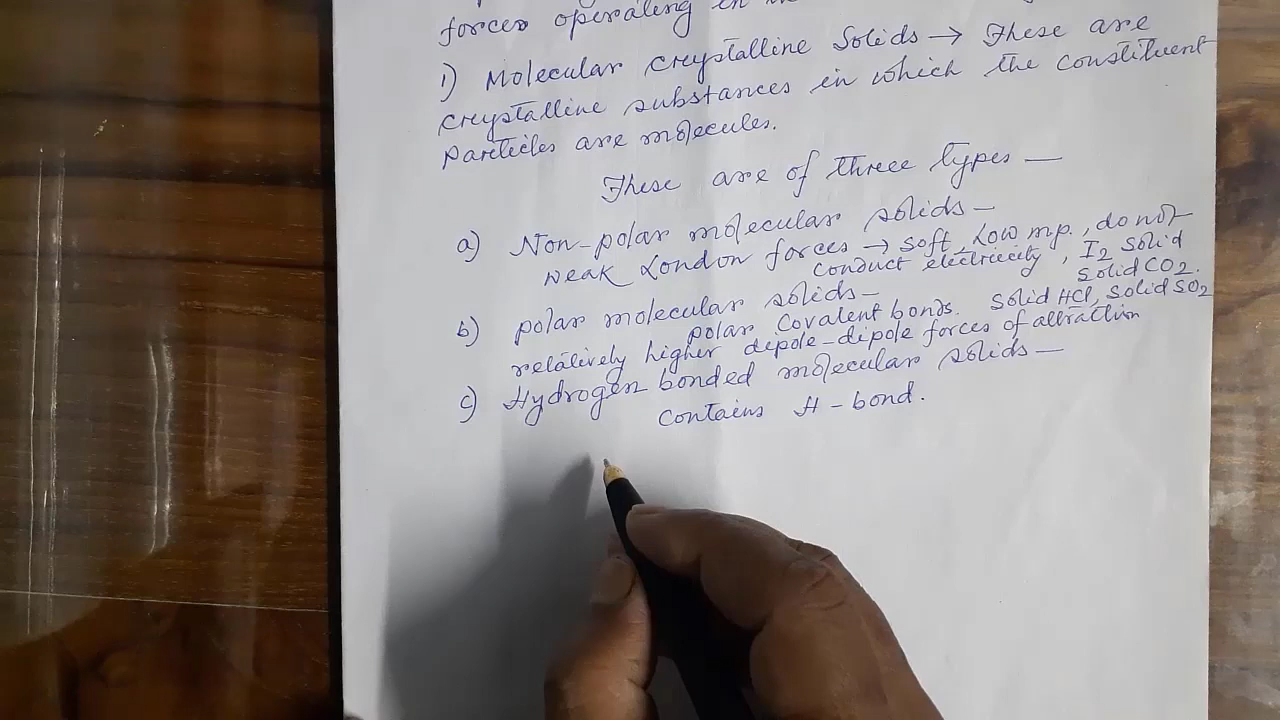 forces operating in
1) Molecular crystalline Solids → These are
crystalline substances in which the constituent
particles are molecules.
These are of three types —
a) Non-polar molecular solids —
weak London forces → soft, Low mp., do not
conduct electricity, I2 solid
solid CO2.
b) polar molecular solids —
polar covalent bonds. Solid HCl, Solid SO2
relatively higher dipole-dipole forces of attraction
c) Hydrogen bonded molecular solids —
contains H-bond.